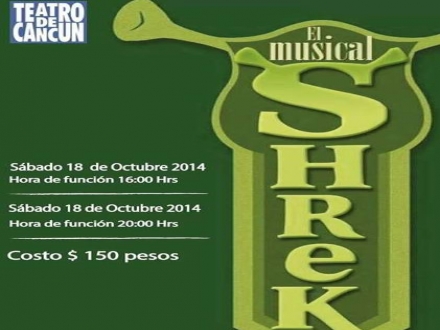 TEATRO
DE
CANCUN
El
musical
SHReK
Sábado 18 de Octubre 2014
Hora de función 16:00 Hrs
Sábado 18 de Octubre 2014
Hora de función 20:00 Hrs
Costo $ 150 pesos